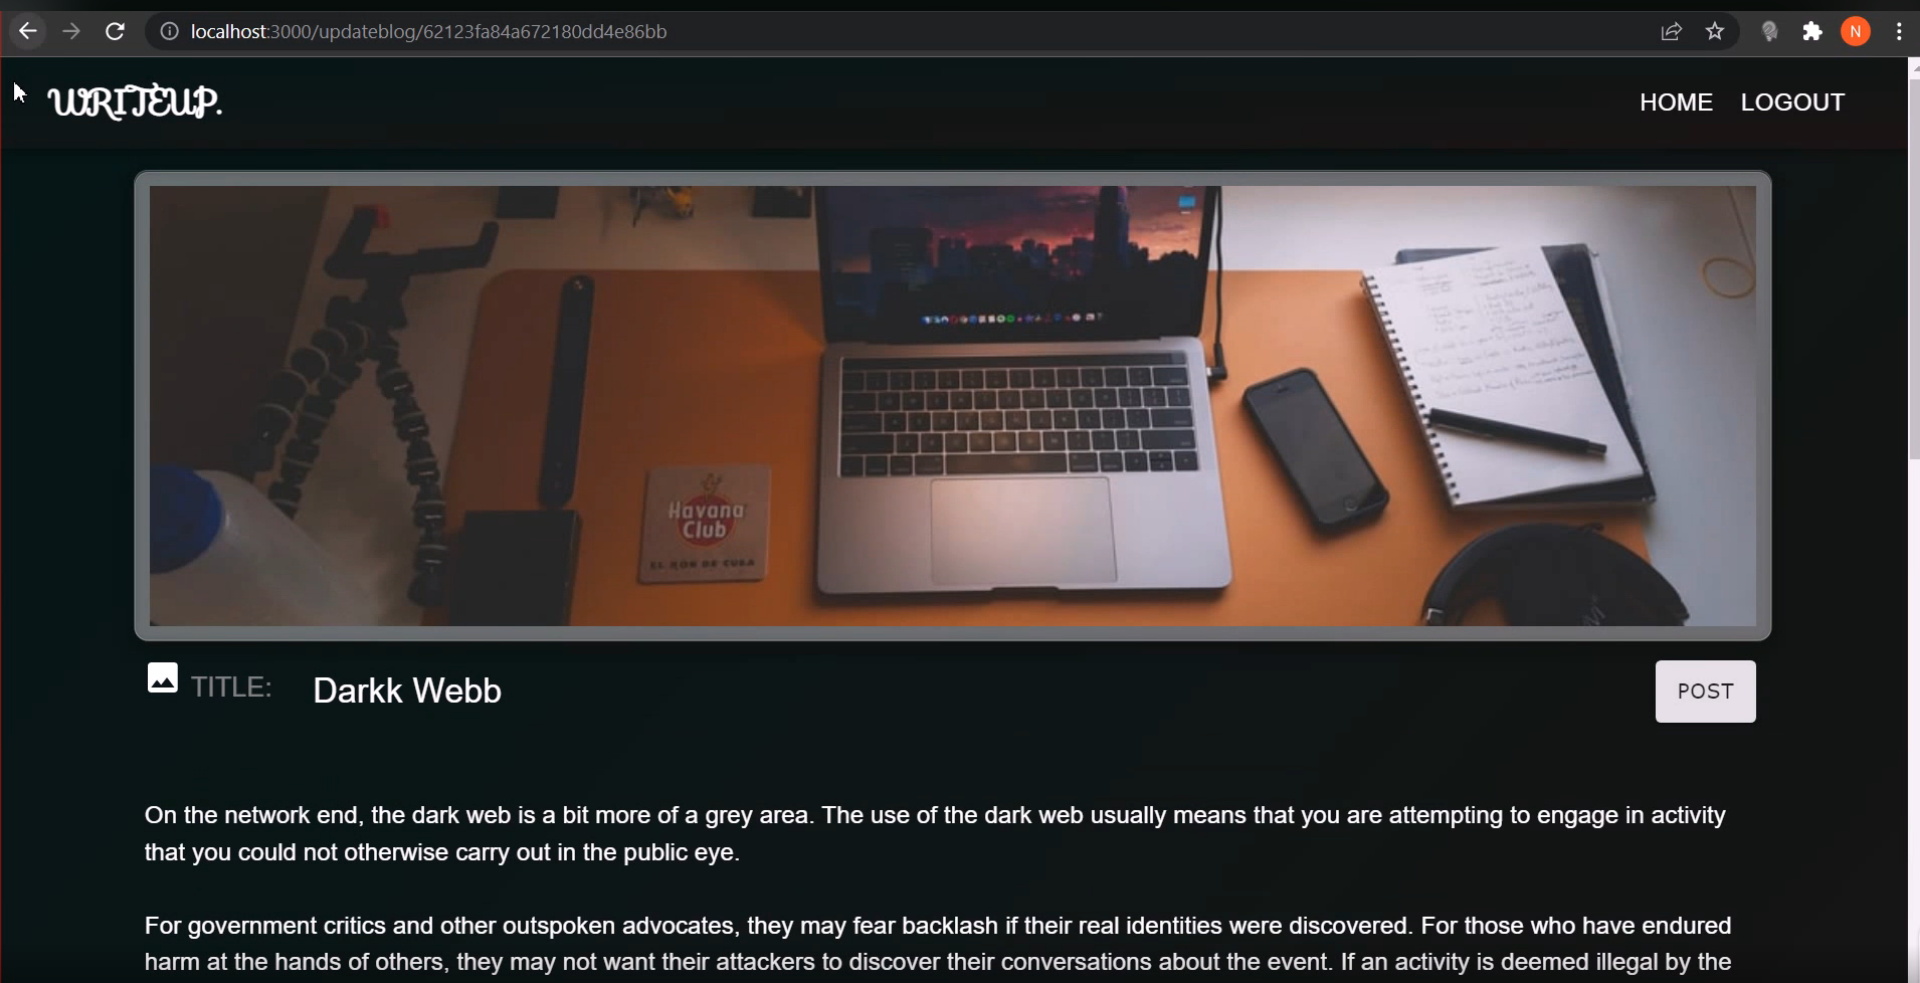 localhost:3000/updateblog/62123fa84a672180dd4e86bb
N
WRITEUP.
HOME LOGOUT
Havana
Club
EL RON DE CUBA
TITLE: Darkk Webb
POST
On the network end, the dark web is a bit more of a grey area. The use of the dark web usually means that you are attempting to engage in activity
that you could not otherwise carry out in the public eye.
For government critics and other outspoken advocates, they may fear backlash if their real identities were discovered. For those who have endured
harm at the hands of others, they may not want their attackers to discover their conversations about the event. If an activity is deemed illegal by the